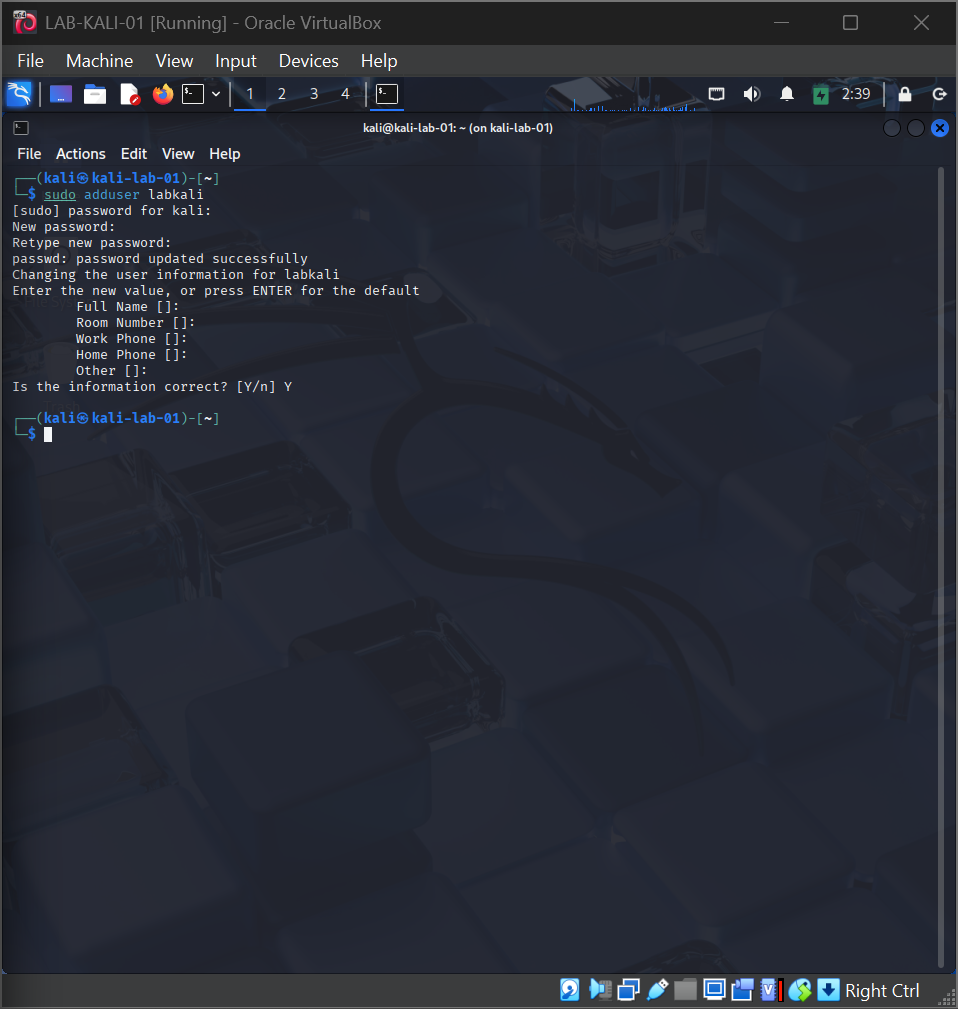 LAB-KALI-01 [Running] - Oracle VirtualBox
File Machine View Input Devices Help
1 2 3 4 2:39
kali@kali-lab-01: ~ (on kali-lab-01)
File Actions Edit View Help
┌──(kali㉿kali-lab-01)-[~]
└─$ sudo adduser labkali
[sudo] password for kali:
New password:
Retype new password:
passwd: password updated successfully
Changing the user information for labkali
Enter the new value, or press ENTER for the default
Full Name []:
Room Number []:
Work Phone []:
Home Phone []:
Other []:
Is the information correct? [Y/n] Y
┌──(kali㉿kali-lab-01)-[~]
└─$
Right Ctrl